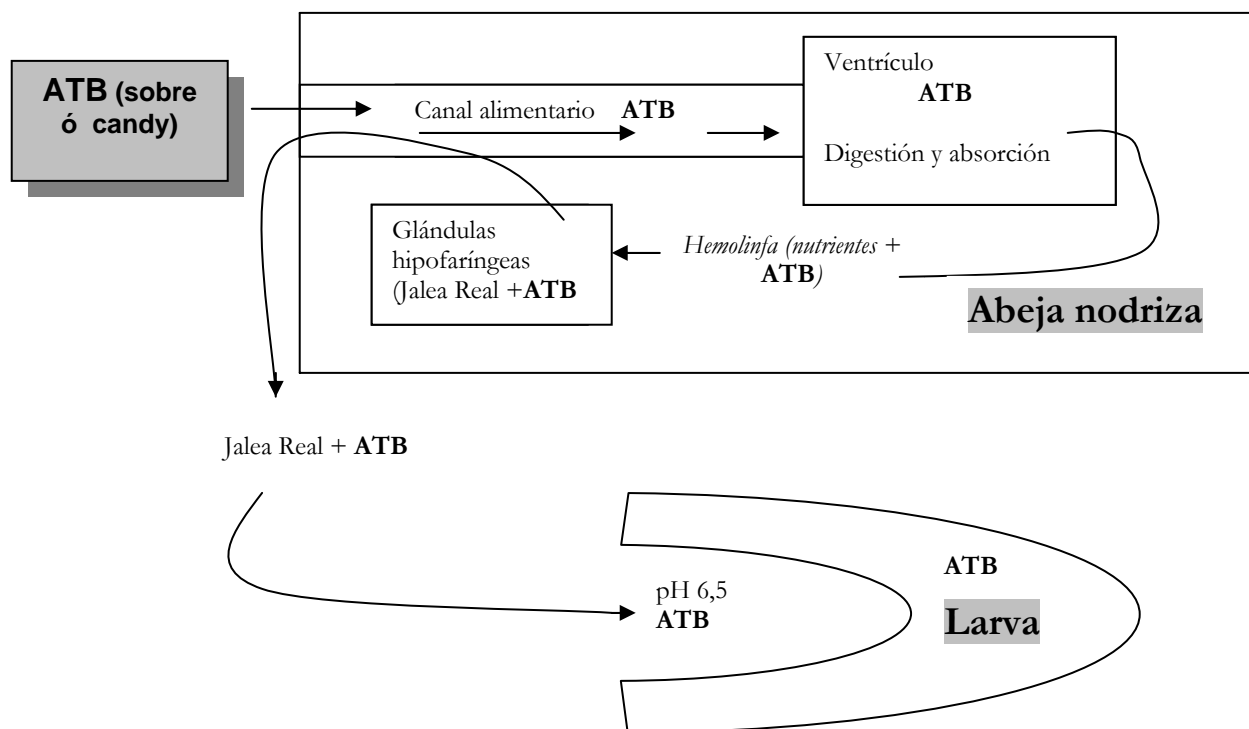 ATB (sobre
ó candy)
Canal alimentario ATB
Ventrículo
ATB
Digestión y absorción
Glándulas
hipofaríngeas
(Jalea Real +ATB
Hemolinfa (nutrientes +
ATB)
Abeja nodriza
Jalea Real + ATB
pH 6,5
ATB
ATB
Larva